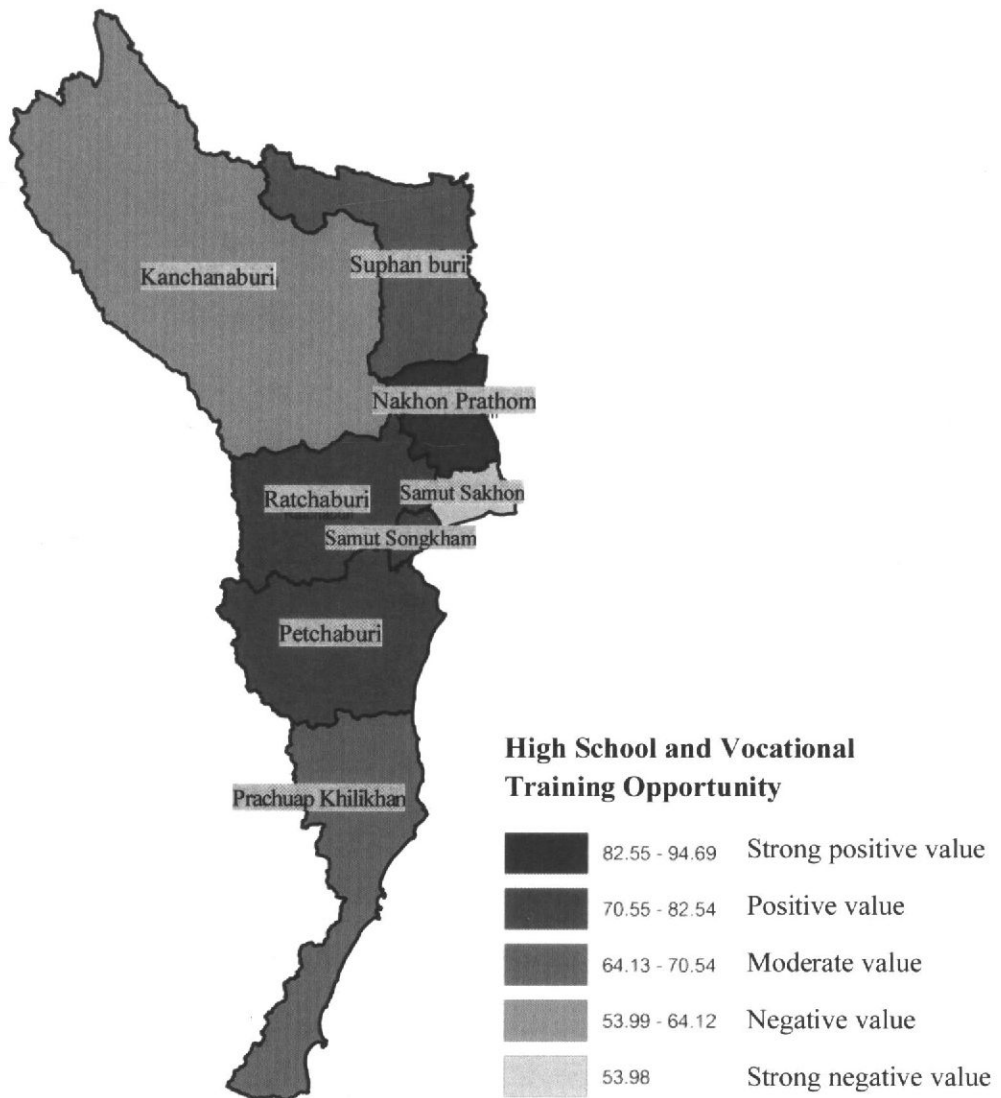 Kanchanaburi
Suphan buri
Nakhon Prathom
Ratchaburi
Samut Sakhon
Samut Songkham
Petchaburi
Prachuap Khilikhan
High School and Vocational
Training Opportunity
82.55 - 94.69 Strong positive value
70.55 - 82.54 Positive value
64.13 - 70.54 Moderate value
53.99 - 64.12 Negative value
53.98 Strong negative value